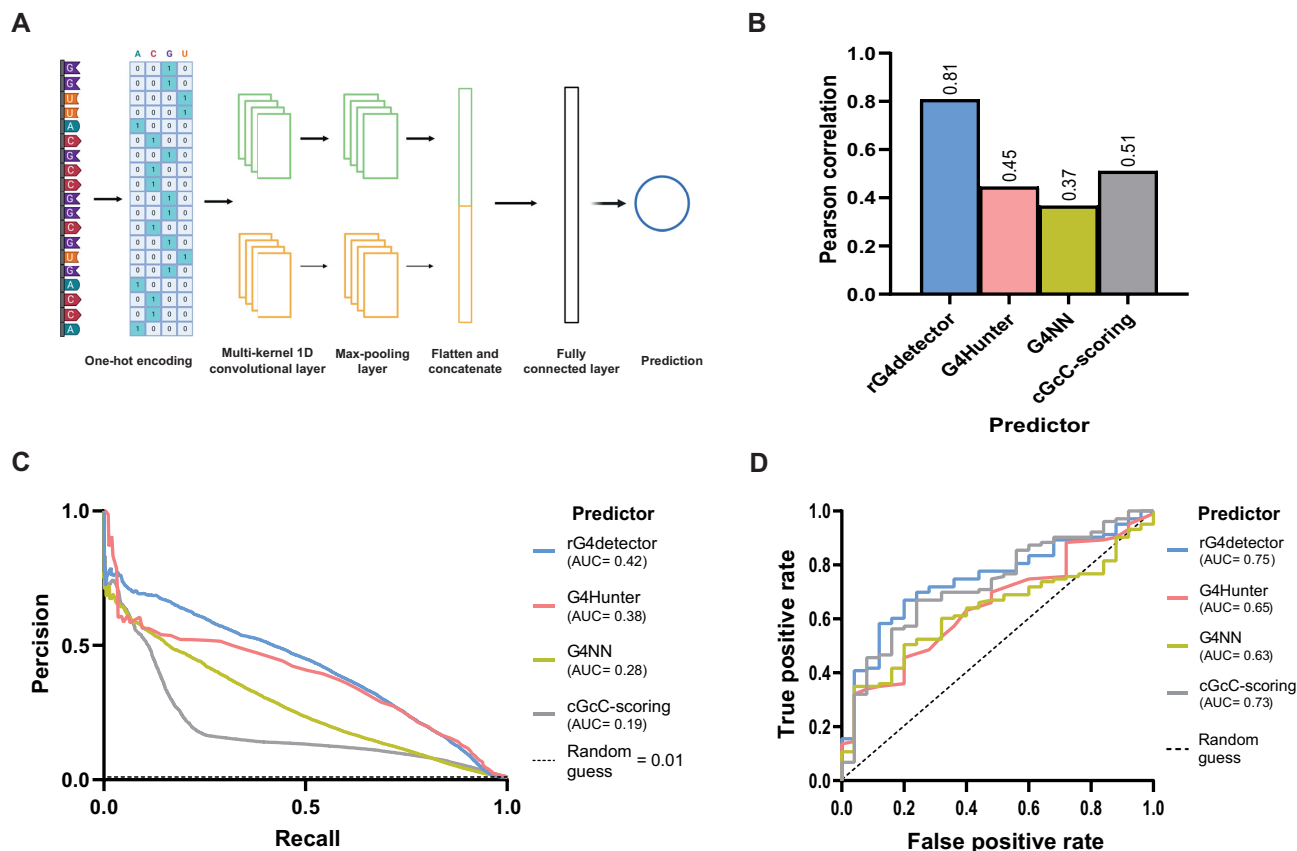 A
A C G U
G 0 0 1 0
G 0 0 1 0
U 0 0 0 1
U 0 0 0 1
A 1 0 0 0
C 0 1 0 0
G 0 0 1 0
C 0 1 0 0
C 0 1 0 0
G 0 0 1 0
G 0 0 1 0
C 0 1 0 0
G 0 0 1 0
U 0 0 0 1
G 0 0 1 0
A 1 0 0 0
C 0 1 0 0
C 0 1 0 0
A 1 0 0 0
One-hot encoding
Multi-kernel 1D
convolutional layer
Max-pooling
layer
Flatten and
concatenate
Fully
connected layer
Prediction
B
Pearson correlation
1.0
0.8
0.6
0.4
0.2
0.0
0.81
0.45
0.37
0.51
rG4detector
G4Hunter
G4NN
cGcC-scoring
Predictor
C
Percision
1.0
0.5
0.0
0.0 0.5 1.0
Recall
Predictor
rG4detector
(AUC= 0.42)
G4Hunter
(AUC= 0.38)
G4NN
(AUC= 0.28)
cGcC-scoring
(AUC= 0.19)
Random
guess = 0.01
D
True positive rate
1.0
0.8
0.6
0.4
0.2
0.0
0.0 0.2 0.4 0.6 0.8 1.0
False positive rate
Predictor
rG4detector
(AUC= 0.75)
G4Hunter
(AUC= 0.65)
G4NN
(AUC= 0.63)
cGcC-scoring
(AUC= 0.73)
Random
guess